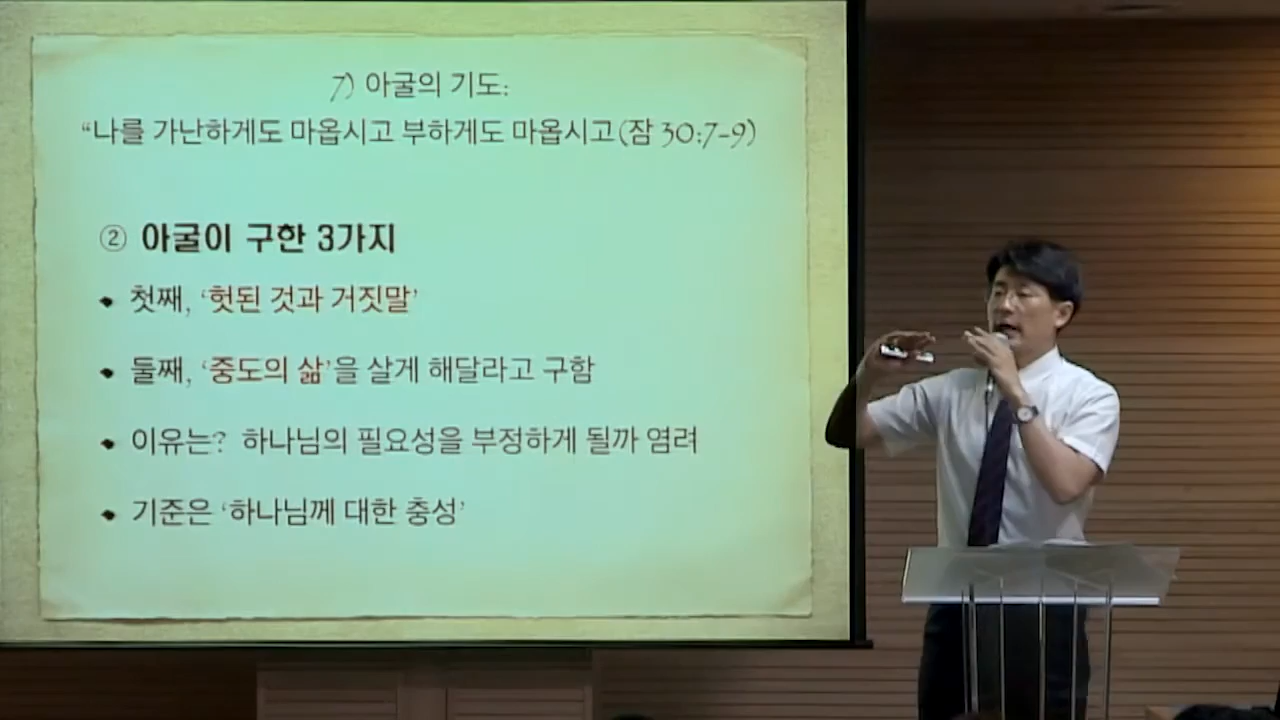 7) 아굴의 기도:
“나를 가난하게도 마옵시고 부하게도 마옵시고(잠 30:7-9)
② 아굴이 구한 3가지
첫째, ‘헛된 것과 거짓말’
둘째, ‘중도의 삶’을 살게 해달라고 구함
이유는? 하나님의 필요성을 부정하게 될까 염려
기준은 ‘하나님께 대한 충성’